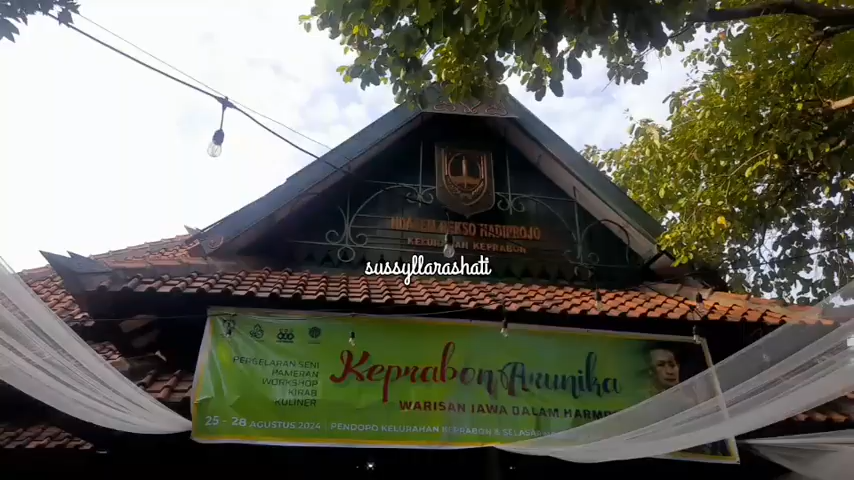 NDALEM REKSO HADIPROJO
KELURAHAN KEPRABON
sussyllarashati
PERGELARAN SENI
PAMERAN
WORKSHOP
KIRAB
KULINER
Keprabon Arunika
WARISAN JAWA DALAM HARMONI
25 - 28 AGUSTUS 2024
PENDOPO KELURAHAN KEPRABON & SELASAR